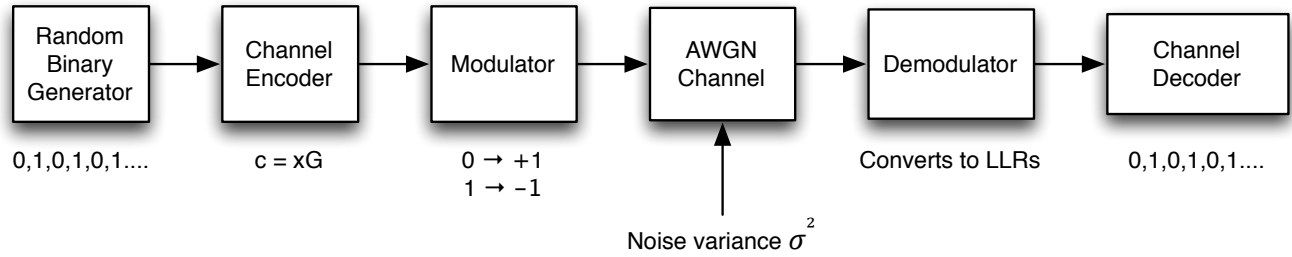 Random
Binary
Generator
Channel
Encoder
Modulator
AWGN
Channel
Demodulator
Channel
Decoder
0,1,0,1,0,1....
c = xG
0 → +1
1 → −1
Converts to LLRs
0,1,0,1,0,1....
Noise variance σ²